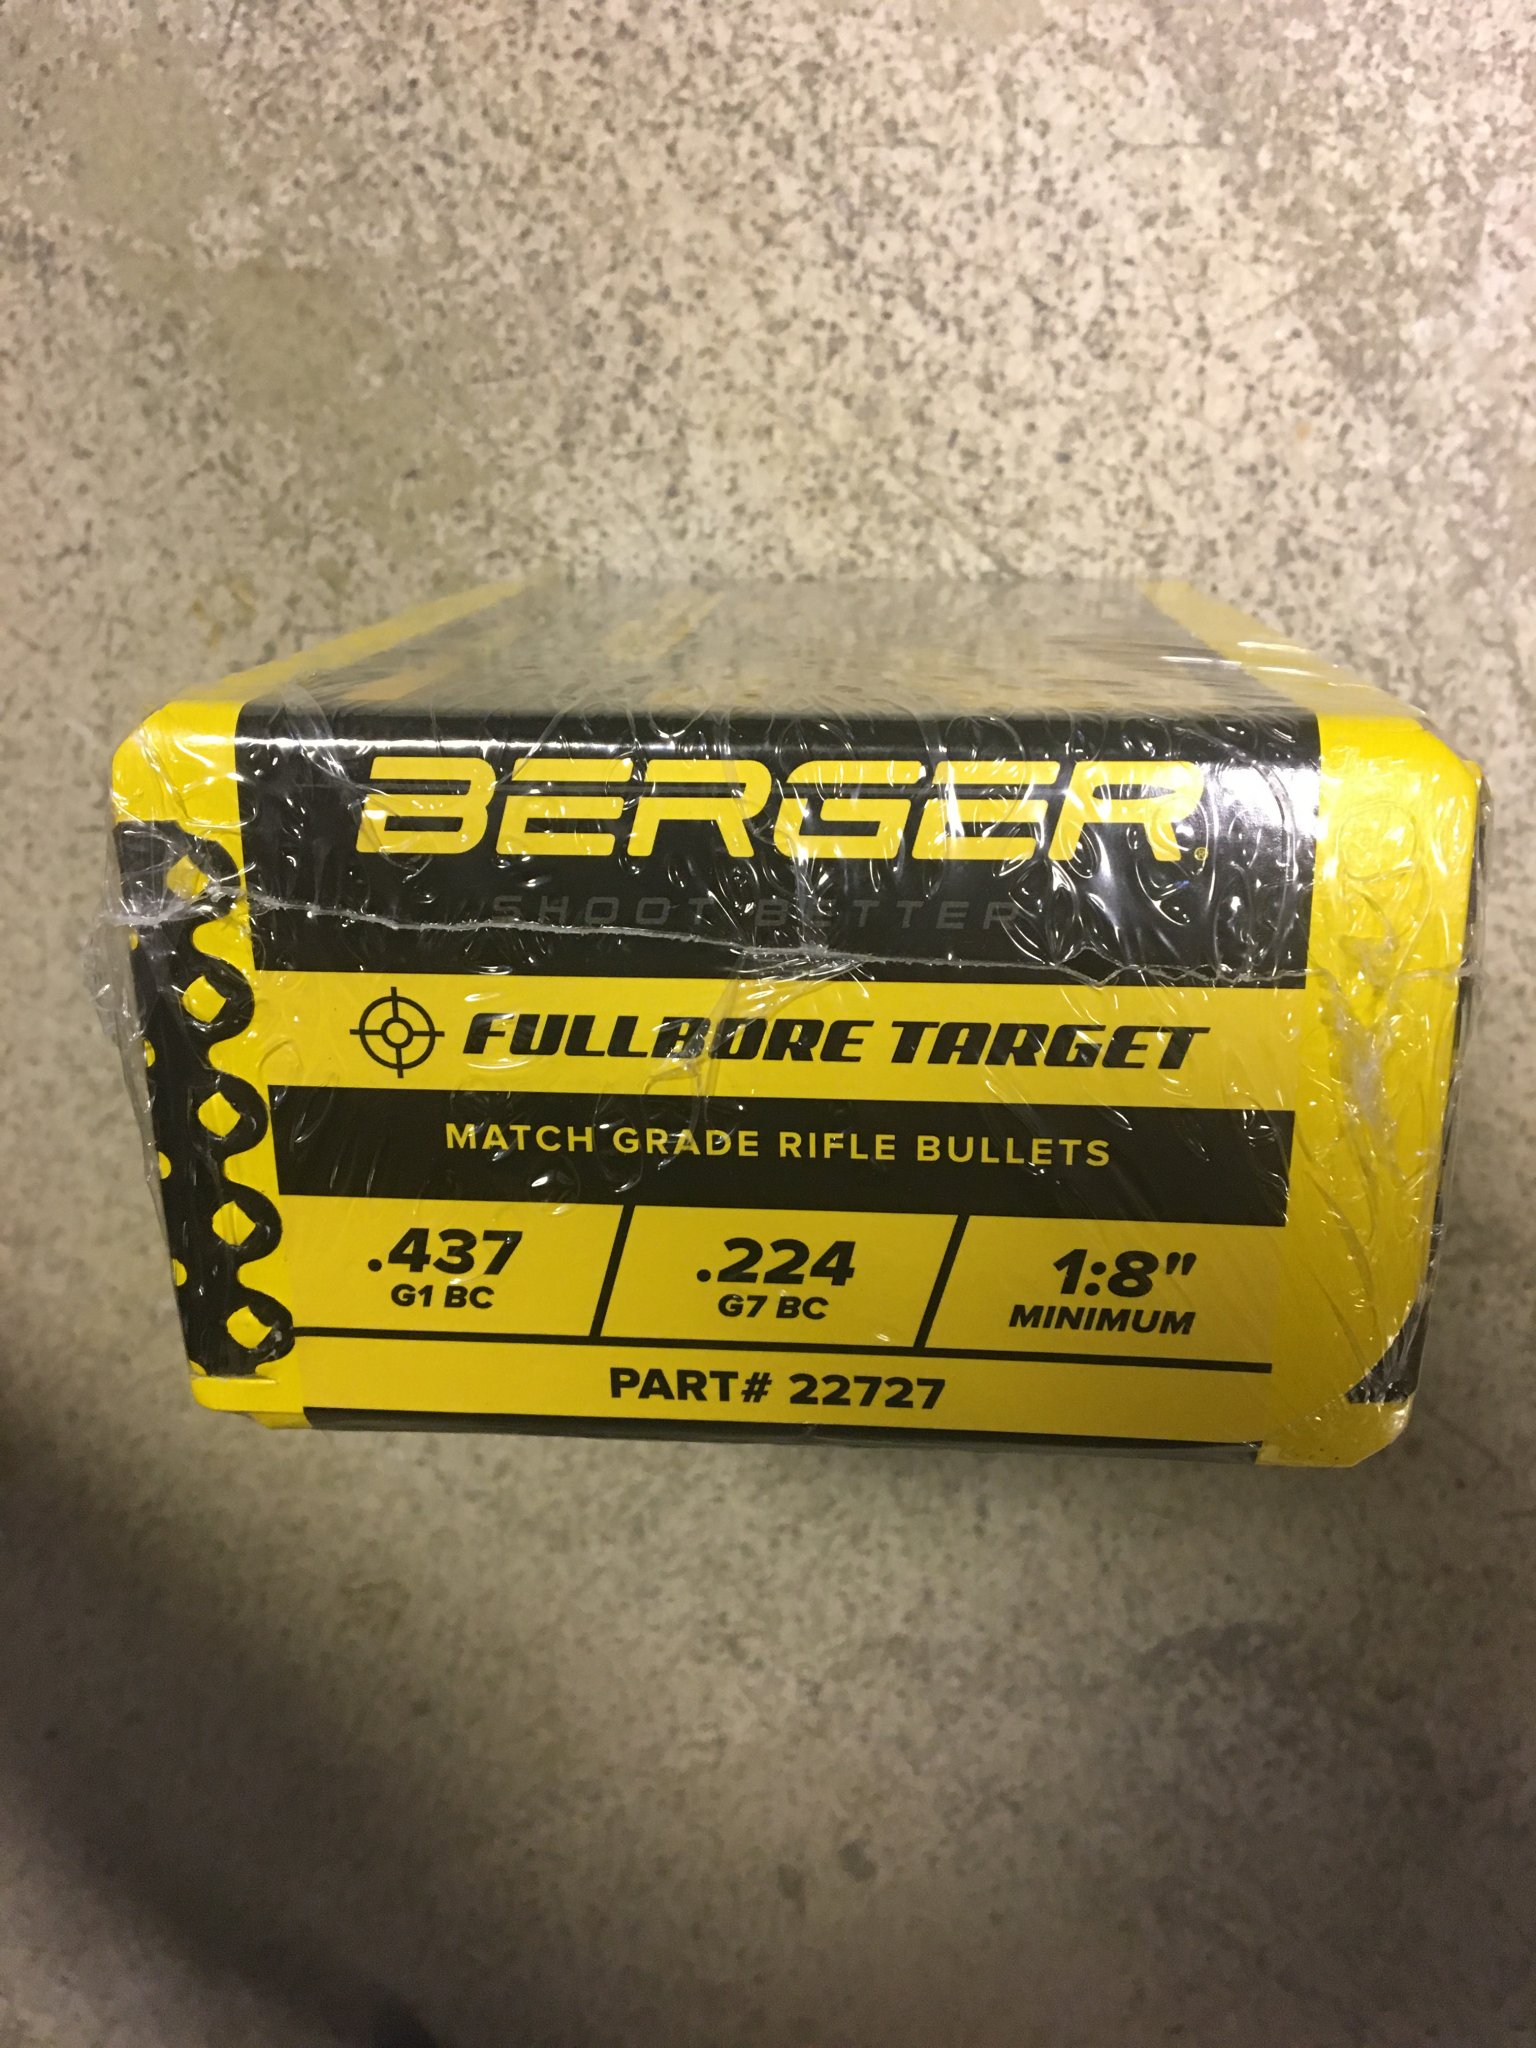 BERGER®
SHOOT BETTER
FULLBORE TARGET
MATCH GRADE RIFLE BULLETS
.437
G1 BC
.224
G7 BC
1:8"
MINIMUM
PART# 22727